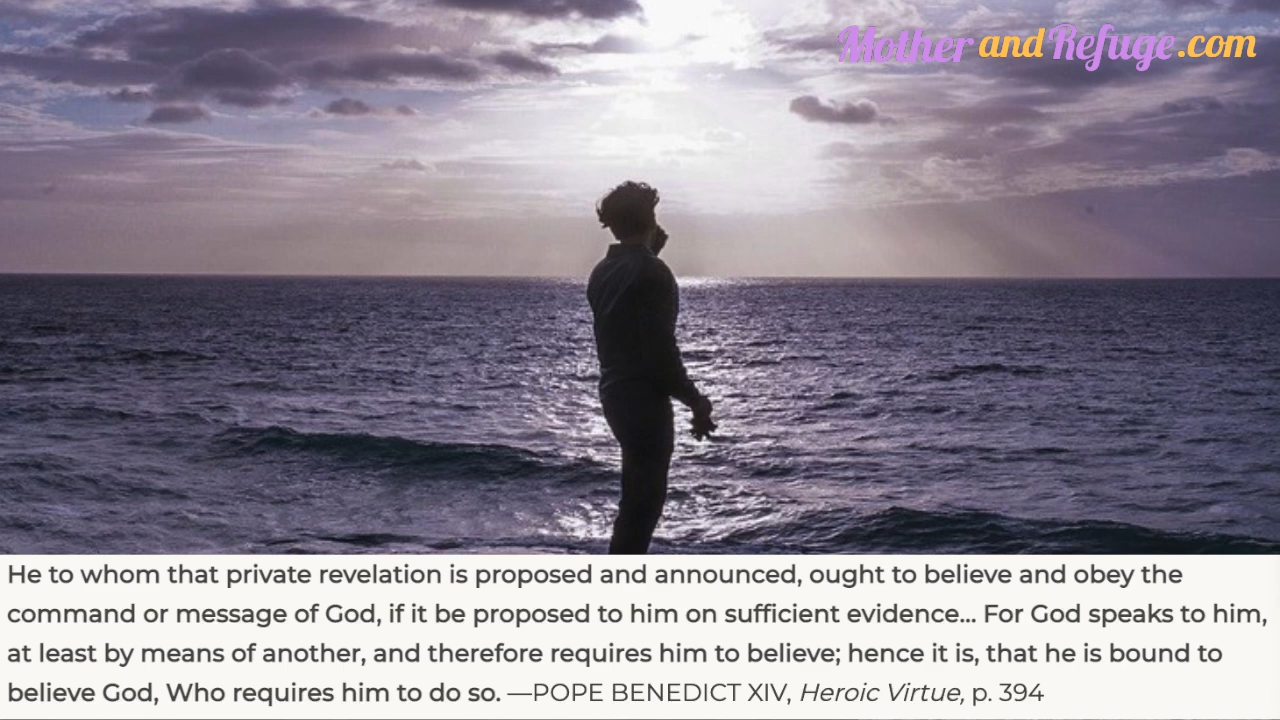 Mother and Refuge.com
He to whom that private revelation is proposed and announced, ought to believe and obey the
command or message of God, if it be proposed to him on sufficient evidence... For God speaks to him,
at least by means of another, and therefore requires him to believe; hence it is, that he is bound to
believe God, Who requires him to do so. —POPE BENEDICT XIV, Heroic Virtue, p. 394